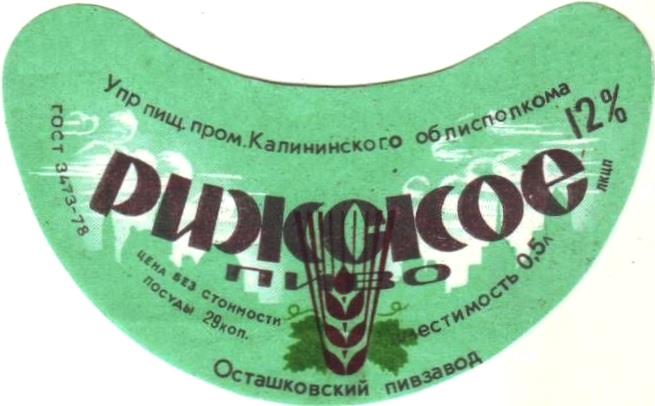 Упр пищ. пром. Калининского облисполкома
12%
ГОСТ 3473-78
РИЖСКОЕ
ЛКЦП
ПИВО
ЦЕНА БЕЗ СТОИМОСТИ
ПОСУДЫ 29коп.
вместимость 0,5л
Осташковский пивзавод